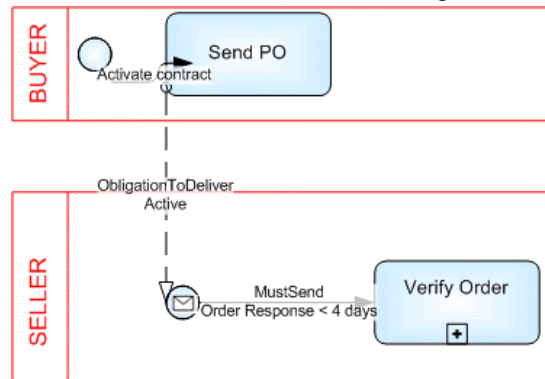 BUYER
Send PO
Activate contract
ObligationToDeliver
Active
SELLER
MustSend
Order Response < 4 days
Verify Order